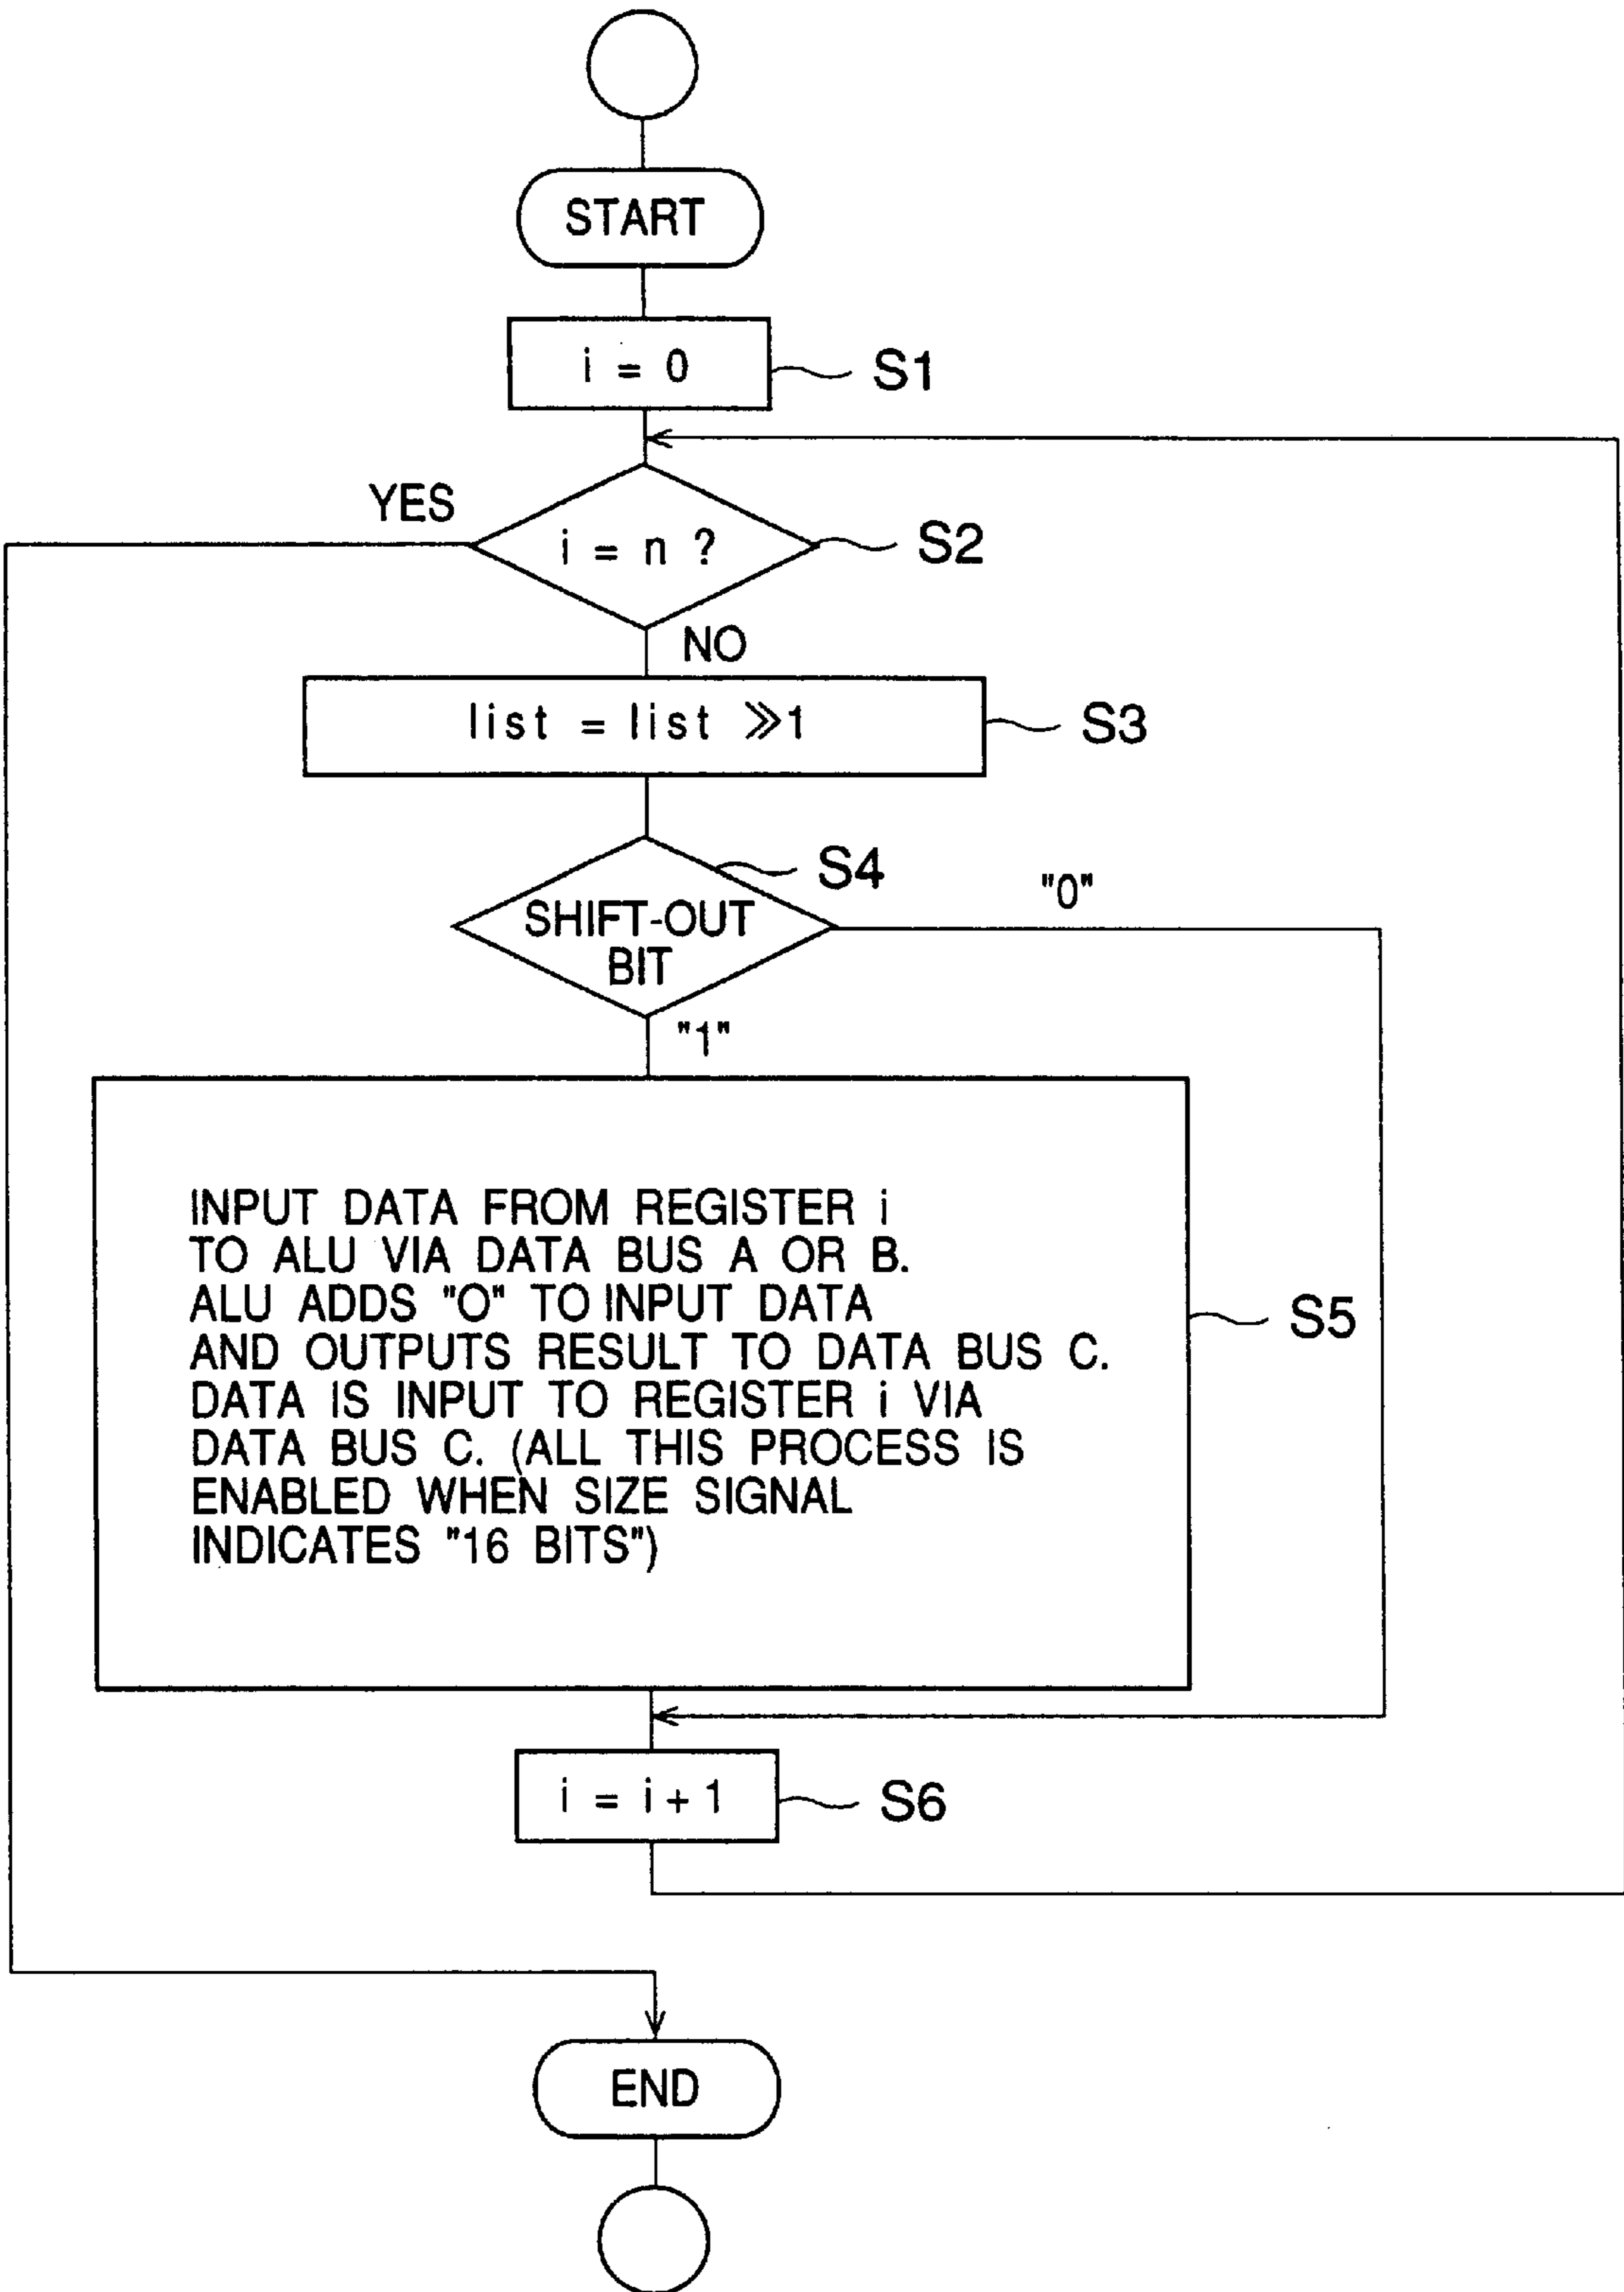 START
i = 0
S1
YES
i = n ?
S2
NO
list = list ≫1
S3
S4
"0"
SHIFT-OUT
BIT
"1"
INPUT DATA FROM REGISTER i
TO ALU VIA DATA BUS A OR B.
ALU ADDS "0" TO INPUT DATA
AND OUTPUTS RESULT TO DATA BUS C.
DATA IS INPUT TO REGISTER i VIA
DATA BUS C. (ALL THIS PROCESS IS
ENABLED WHEN SIZE SIGNAL
INDICATES "16 BITS")
S5
i = i + 1
S6
END